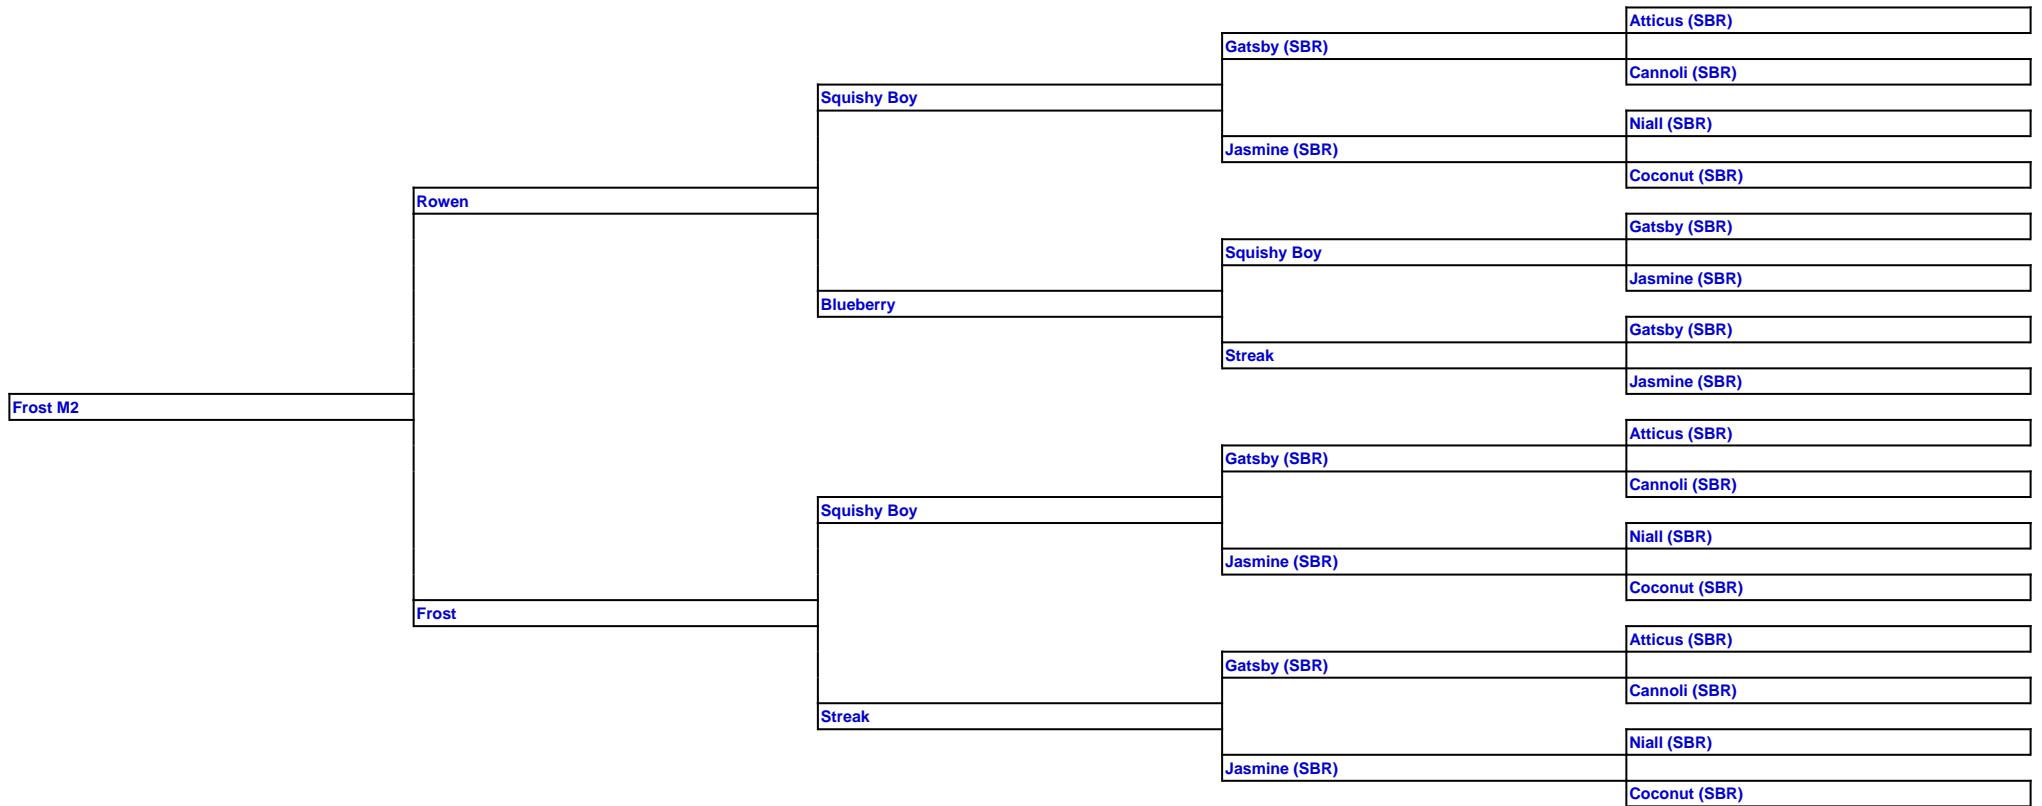 Atticus (SBR)
Gatsby (SBR)
Cannoli (SBR)
Squishy Boy
Niall (SBR)
Jasmine (SBR)
Coconut (SBR)
Rowen
Gatsby (SBR)
Squishy Boy
Jasmine (SBR)
Blueberry
Gatsby (SBR)
Streak
Jasmine (SBR)
Frost M2
Atticus (SBR)
Gatsby (SBR)
Cannoli (SBR)
Squishy Boy
Niall (SBR)
Jasmine (SBR)
Coconut (SBR)
Frost
Atticus (SBR)
Gatsby (SBR)
Cannoli (SBR)
Streak
Niall (SBR)
Jasmine (SBR)
Coconut (SBR)